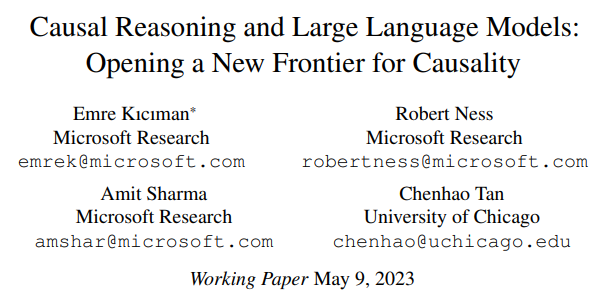 Causal Reasoning and Large Language Models:
Opening a New Frontier for Causality
Emre Kıcıman*
Microsoft Research
emrek@microsoft.com
Robert Ness
Microsoft Research
robertness@microsoft.com
Amit Sharma
Microsoft Research
amshar@microsoft.com
Chenhao Tan
University of Chicago
chenhao@uchicago.edu
Working Paper May 9, 2023